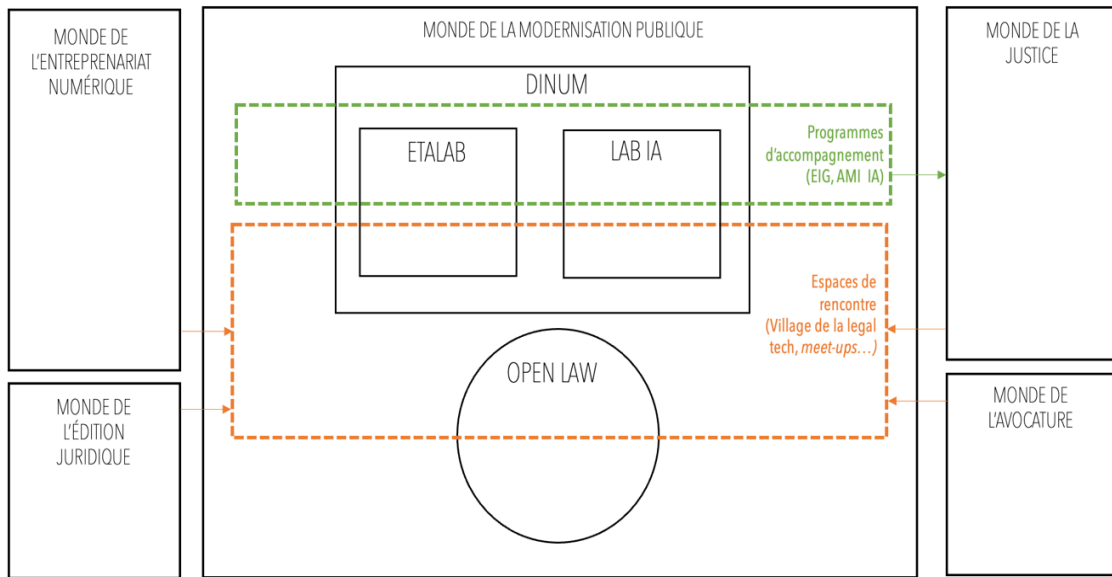 MONDE DE
L'ENTREPRENARIAT
NUMÉRIQUE
MONDE DE LA MODERNISATION PUBLIQUE
MONDE DE LA
JUSTICE
DINUM
ETALAB
LAB IA
Programmes
d'accompagnement
(EIG, AMI IA)
Espaces de
rencontre
(Village de la legal
tech, meet-ups…)
OPEN LAW
MONDE DE
L'ÉDITION
JURIDIQUE
MONDE DE
L'AVOCATURE